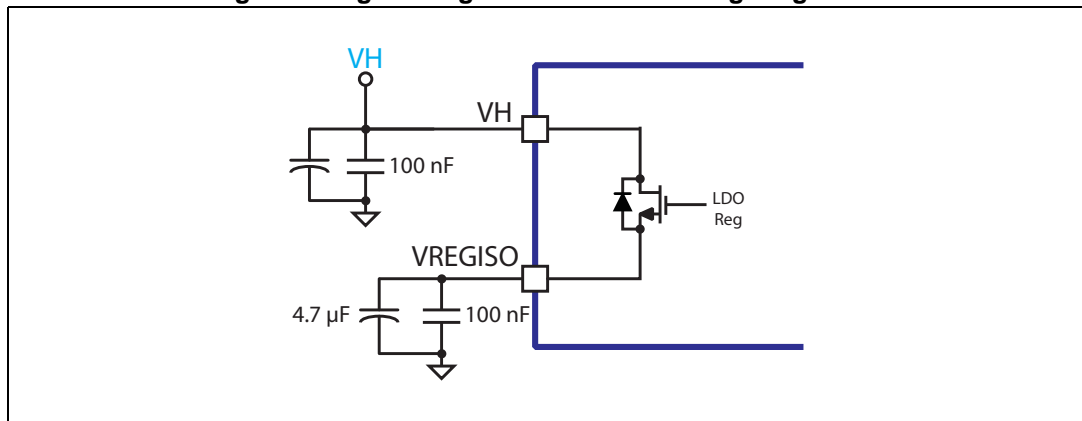 VH
VH
100 nF
LDO
Reg
VREGISO
4.7 µF
100 nF